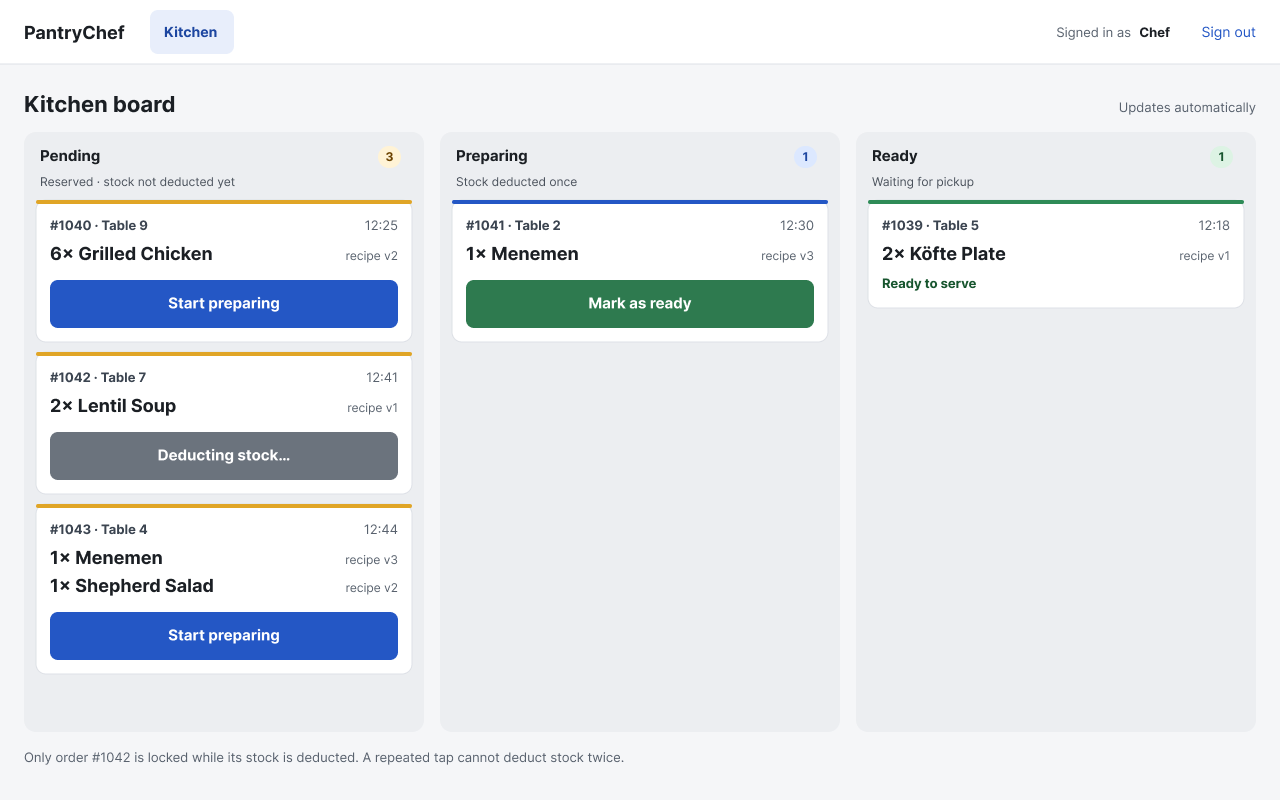 PantryChef
Kitchen
Signed in as Chef
Sign out
Kitchen board
Updates automatically
Pending
3
Reserved · stock not deducted yet
#1040 · Table 9
12:25
6× Grilled Chicken
recipe v2
Start preparing
#1042 · Table 7
12:41
2× Lentil Soup
recipe v1
Deducting stock…
#1043 · Table 4
12:44
1× Menemen
recipe v3
1× Shepherd Salad
recipe v2
Start preparing
Preparing
1
Stock deducted once
#1041 · Table 2
12:30
1× Menemen
recipe v3
Mark as ready
Ready
1
Waiting for pickup
#1039 · Table 5
12:18
2× Köfte Plate
recipe v1
Ready to serve
Only order #1042 is locked while its stock is deducted. A repeated tap cannot deduct stock twice.